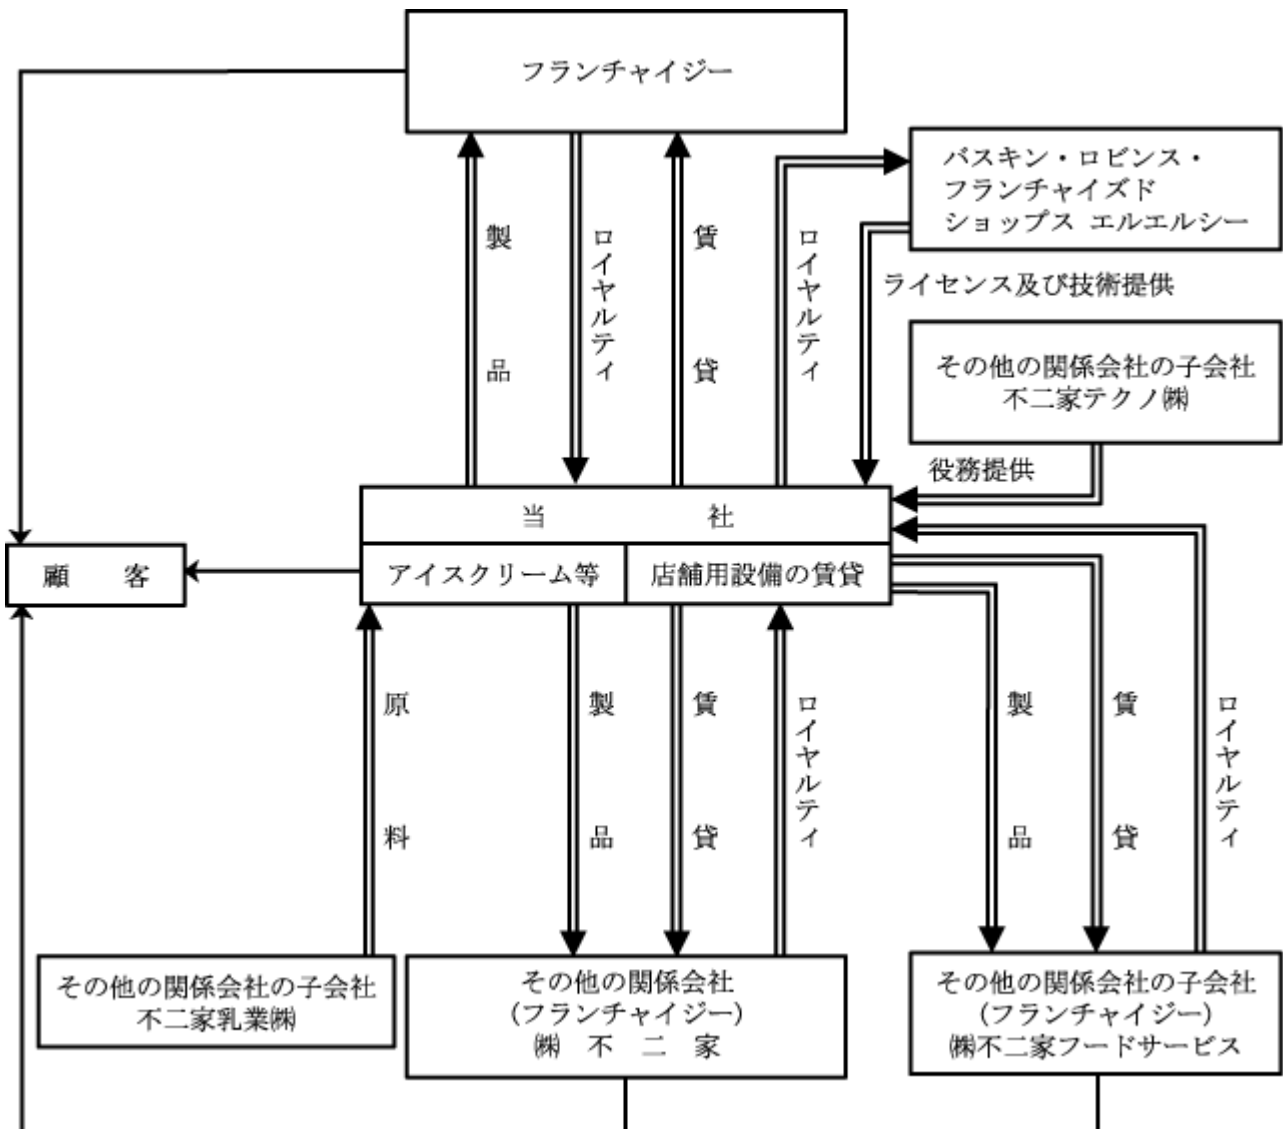 フランチャイジー
バスキン・ロビンス・
フランチャイズド
ショップス エルエルシー
製品
ロイヤルティ
賃貸
ロイヤルティ
ライセンス及び技術提供
その他の関係会社の子会社
不二家テクノ㈱
役務提供
当社
顧客
アイスクリーム等
店舗用設備の賃貸
原料
製品
賃貸
ロイヤルティ
製品
賃貸
ロイヤルティ
その他の関係会社の子会社
不二家乳業㈱
その他の関係会社
(フランチャイジー)
㈱ 不 二 家
その他の関係会社の子会社
(フランチャイジー)
㈱不二家フードサービス